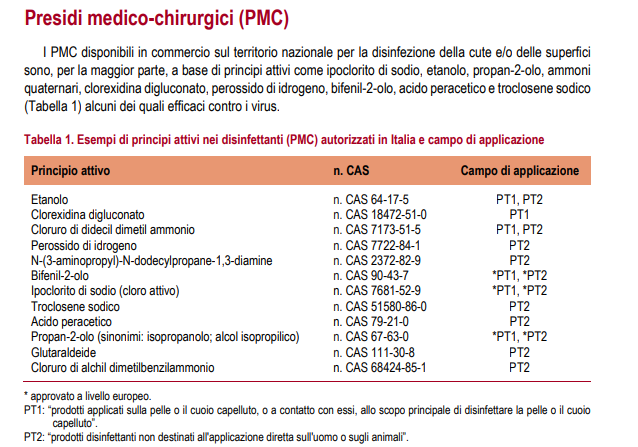 Presidi medico-chirurgici (PMC)
I PMC disponibili in commercio sul territorio nazionale per la disinfezione della cute e/o delle superfici
sono, per la maggior parte, a base di principi attivi come ipoclorito di sodio, etanolo, propan-2-olo, ammoni
quaternari, clorexidina digluconato, perossido di idrogeno, bifenil-2-olo, acido peracetico e troclosene sodico
(Tabella 1) alcuni dei quali efficaci contro i virus.
Tabella 1. Esempi di principi attivi nei disinfettanti (PMC) autorizzati in Italia e campo di applicazione
Principio attivo n. CAS Campo di applicazione
Etanolo n. CAS 64-17-5 PT1, PT2
Clorexidina digluconato n. CAS 18472-51-0 PT1
Cloruro di didecil dimetil ammonio n. CAS 7173-51-5 PT1, PT2
Perossido di idrogeno n. CAS 7722-84-1 PT2
N-(3-aminopropyl)-N-dodecylpropane-1,3-diamine n. CAS 2372-82-9 PT2
Bifenil-2-olo n. CAS 90-43-7 *PT1, *PT2
Ipoclorito di sodio (cloro attivo) n. CAS 7681-52-9 *PT1, *PT2
Troclosene sodico n. CAS 51580-86-0 PT2
Acido peracetico n. CAS 79-21-0 PT2
Propan-2-olo (sinonimi: isopropanolo; alcol isopropilico) n. CAS 67-63-0 *PT1, *PT2
Glutaraldeide n. CAS 111-30-8 PT2
Cloruro di alchil dimetilbenzilammonio n. CAS 68424-85-1 PT2
* approvato a livello europeo.
PT1: “prodotti applicati sulla pelle o il cuoio capelluto, o a contatto con essi, allo scopo principale di disinfettare la pelle o il cuoio
capelluto”.
PT2: “prodotti disinfettanti non destinati all'applicazione diretta sull'uomo o sugli animali”.